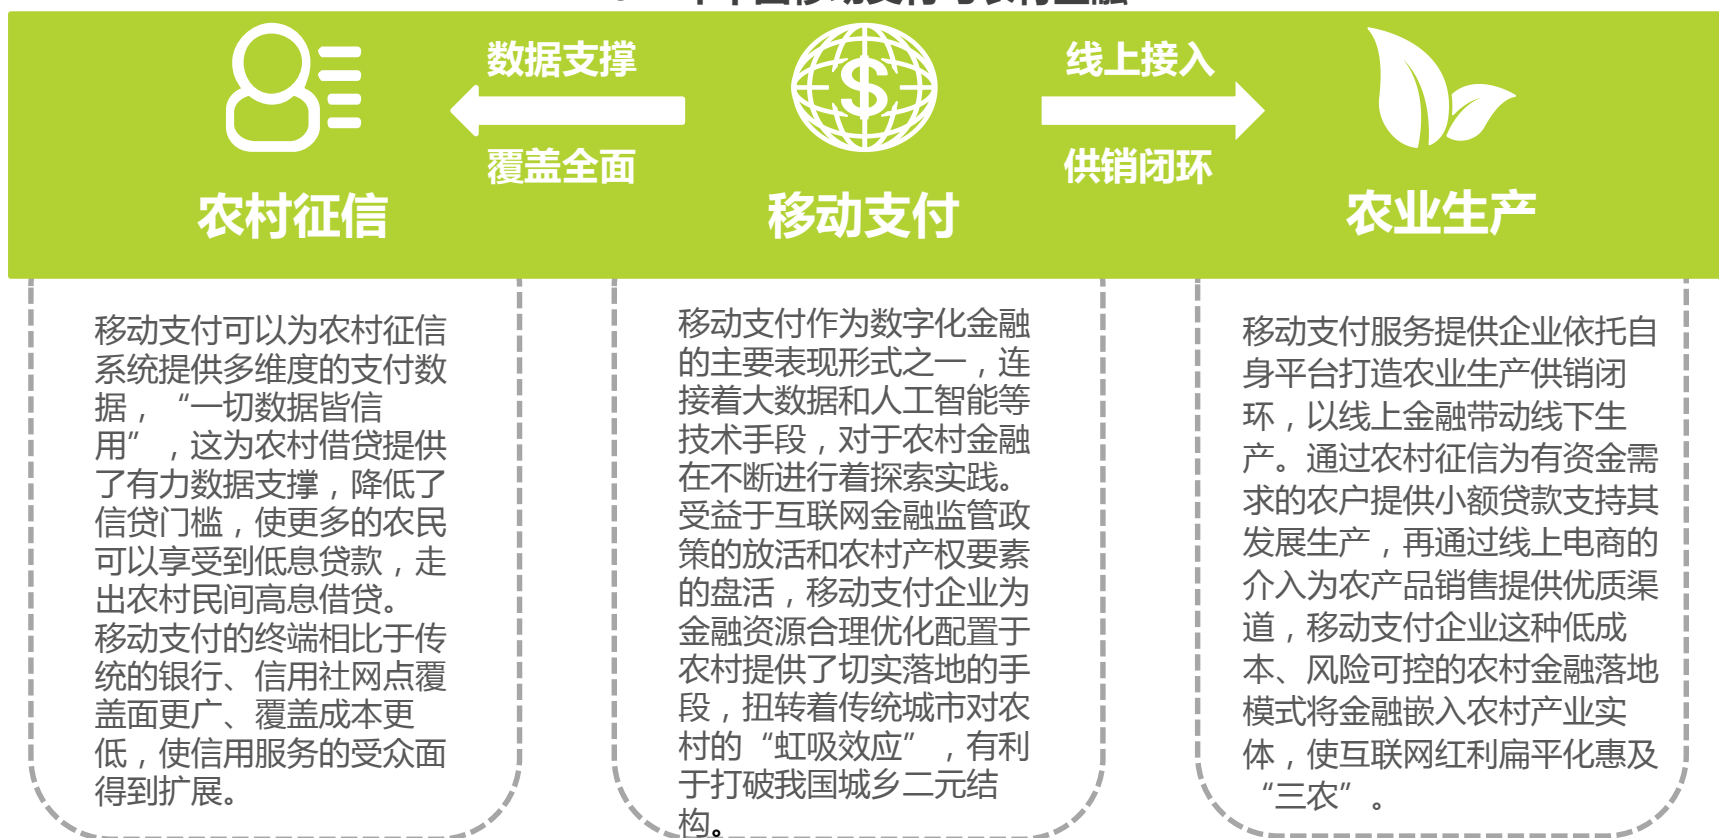 中国移动支付与农村金融
数据支撑
覆盖全面
线上接入
供销闭环
农村征信
移动支付
农业生产
移动支付可以为农村征信
系统提供多维度的支付数
据，“一切数据皆信
用”，这为农村借贷提供
了有力数据支撑，降低了
信贷门槛，使更多的农民
可以享受到低息贷款，走
出农村民间高息借贷。
移动支付的终端相比于传
统的银行、信用社网点覆
盖面更广、覆盖成本更
低，使信用服务的受众面
得到扩展。
移动支付作为数字化金融
的主要表现形式之一，连
接着大数据和人工智能等
技术手段，对于农村金融
在不断进行着探索实践。
受益于互联网金融监管政
策的放活和农村产权要素
的盘活，移动支付企业为
金融资源合理优化配置于
农村提供了切实落地的手
段，扭转着传统城市对农
村的“虹吸效应”，有利
于打破我国城乡二元结
构。
移动支付服务提供企业依托自
身平台打造农业生产供销闭
环，以线上金融带动线下生
产。通过农村征信为有资金需
求的农户提供小额贷款支持其
发展生产，再通过线上电商的
介入为农产品销售提供优质渠
道，移动支付企业这种低成
本、风险可控的农村金融落地
模式将金融嵌入农村产业实
体，使互联网红利扁平化惠及
“三农”。